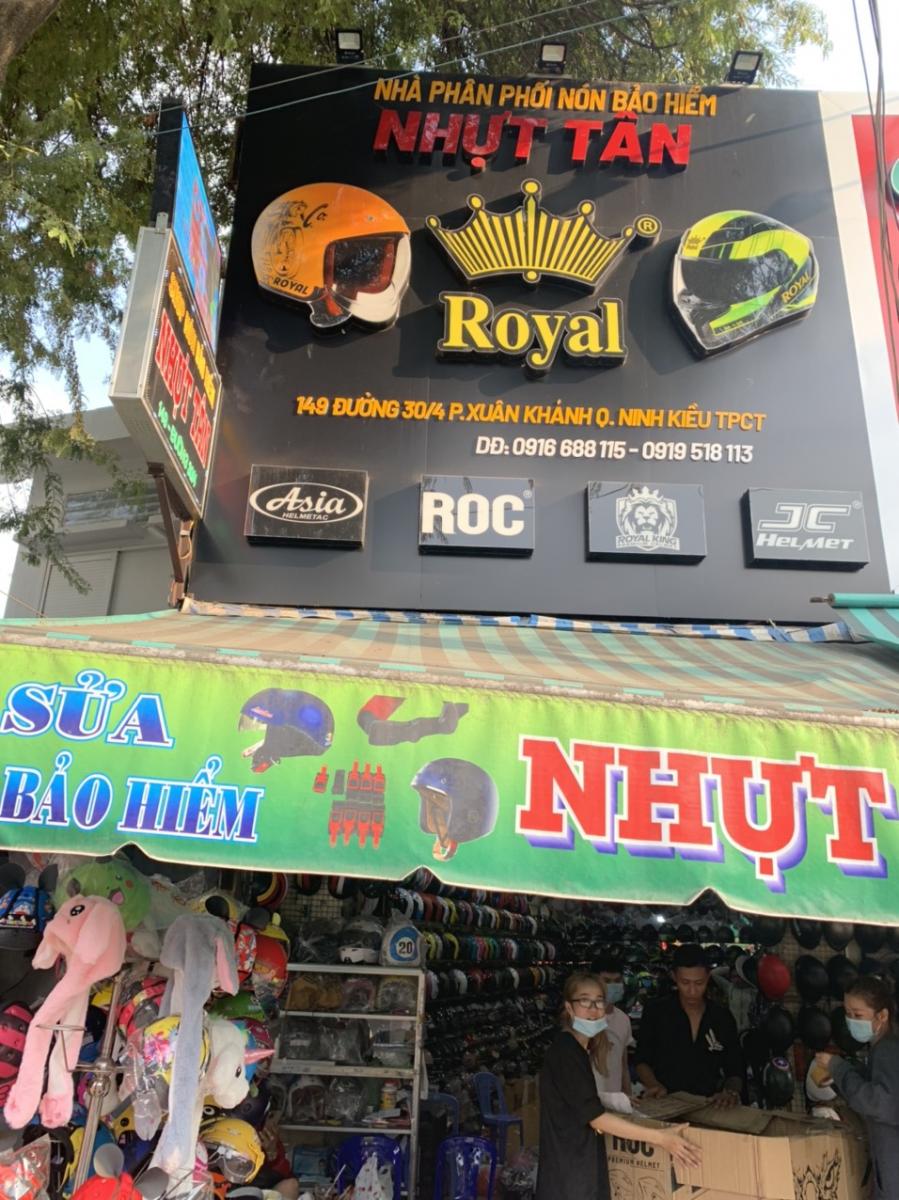 NHÀ PHÂN PHỐI NÓN BẢO HIỂM
NHỰT TÂN
ROYAL
®
Royal
ROYAL
149 ĐƯỜNG 30/4 P.XUÂN KHÁNH Q. NINH KIỀU TPCT
DĐ: 0916 688 115 - 0919 518 113
Asia
HELMETAC
ROC®
ROYAL KING
JC®
HELMET
NHỰT TÂN
SỬA
BẢO HIỂM
NHỰT
20
ROC
PREMIUM HELMET